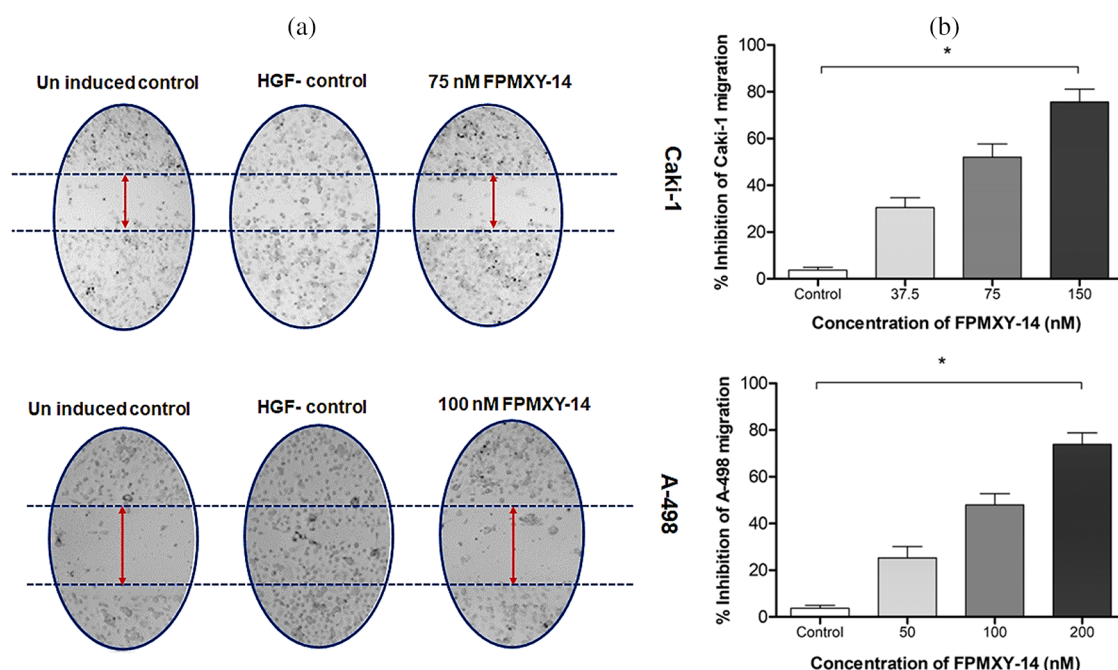 (a)
Un induced control
HGF- control
75 nM FPMXY-14
Un induced control
HGF- control
100 nM FPMXY-14
(b)
Caki-1
% Inhibition of Caki-1 migration
100
80
60
40
20
0
*
Control
37.5
75
150
Concentration of FPMXY-14 (nM)
A-498
% Inhibition of A-498 migration
100
80
60
40
20
0
*
Control
50
100
200
Concentration of FPMXY-14 (nM)